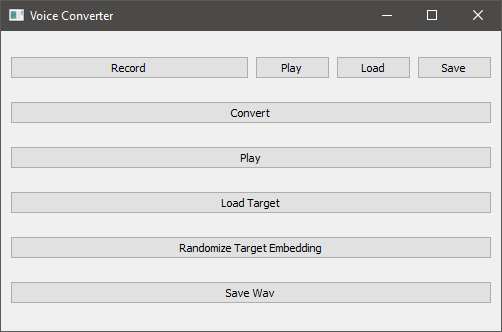 Voice Converter
Record Play Load Save
Convert
Play
Load Target
Randomize Target Embedding
Save Wav